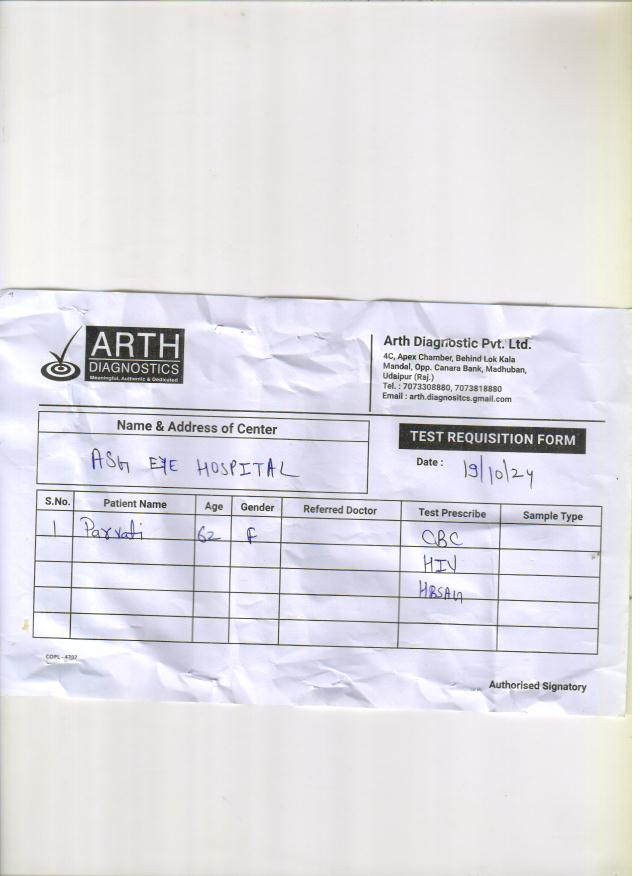 ARTH
DIAGNOSTICS
Meaningful, Authentic & Dedicated
Arth Diagnostic Pvt. Ltd.
4C, Apex Chamber, Behind Lok Kala
Mandal, Opp. Canara Bank, Madhuban,
Udaipur (Raj.)
Tel. : 7073308880, 7073818880
Email : arth.diagnositcs.gmail.com
Name & Address of Center
ASG EYE HOSPITAL
TEST REQUISITION FORM
Date : 19/10/24
S.No. Patient Name Age Gender Referred Doctor Test Prescribe Sample Type
1 Parvati 62 F CBC
HIV
HBSAG
COPL - 4707
Authorised Signatory